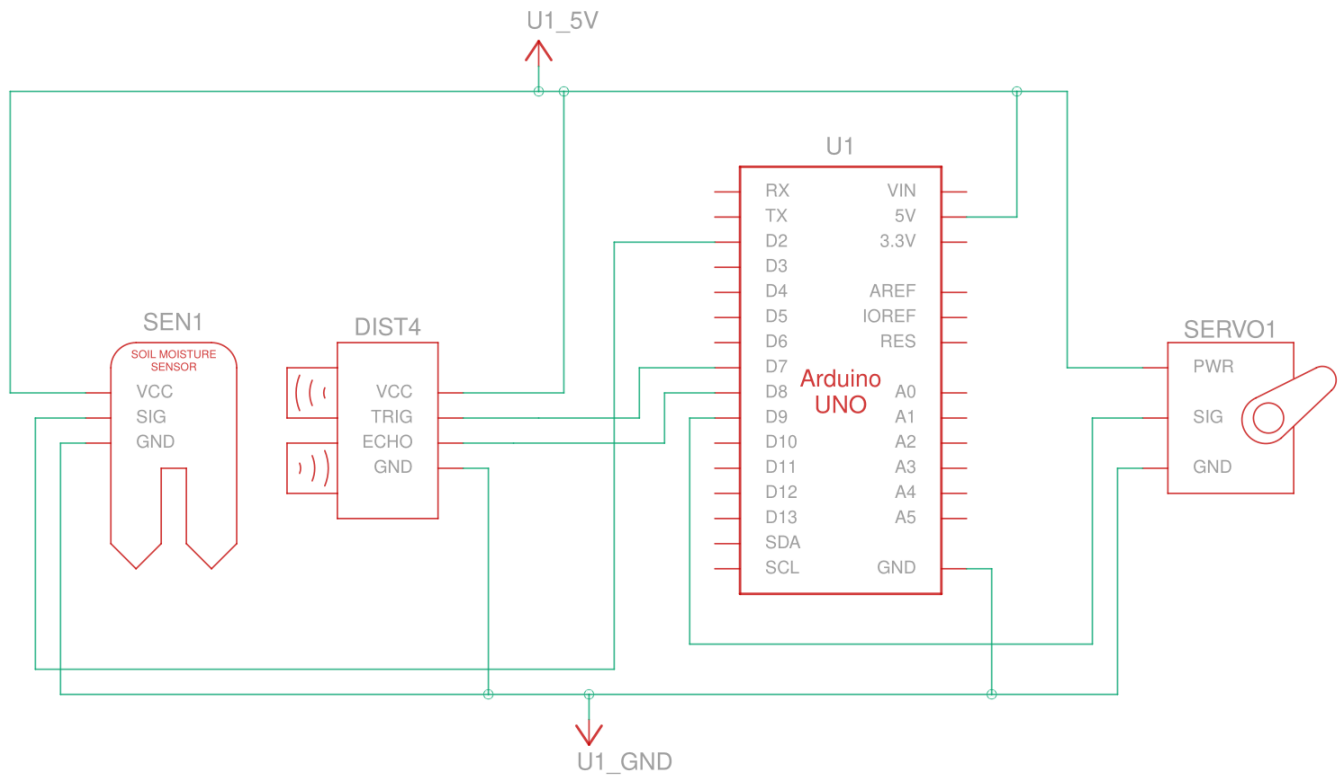 U1_5V
U1
RX VIN
TX 5V
D2 3.3V
D3
D4 AREF
D5 IOREF
D6 RES
D7
Arduino
UNO
D8 A0
D9 A1
D10 A2
D11 A3
D12 A4
D13 A5
SDA
SCL GND
SEN1
SOIL MOISTURE
SENSOR
VCC
SIG
GND
DIST4
VCC
TRIG
ECHO
GND
SERVO1
PWR
SIG
GND
U1_GND